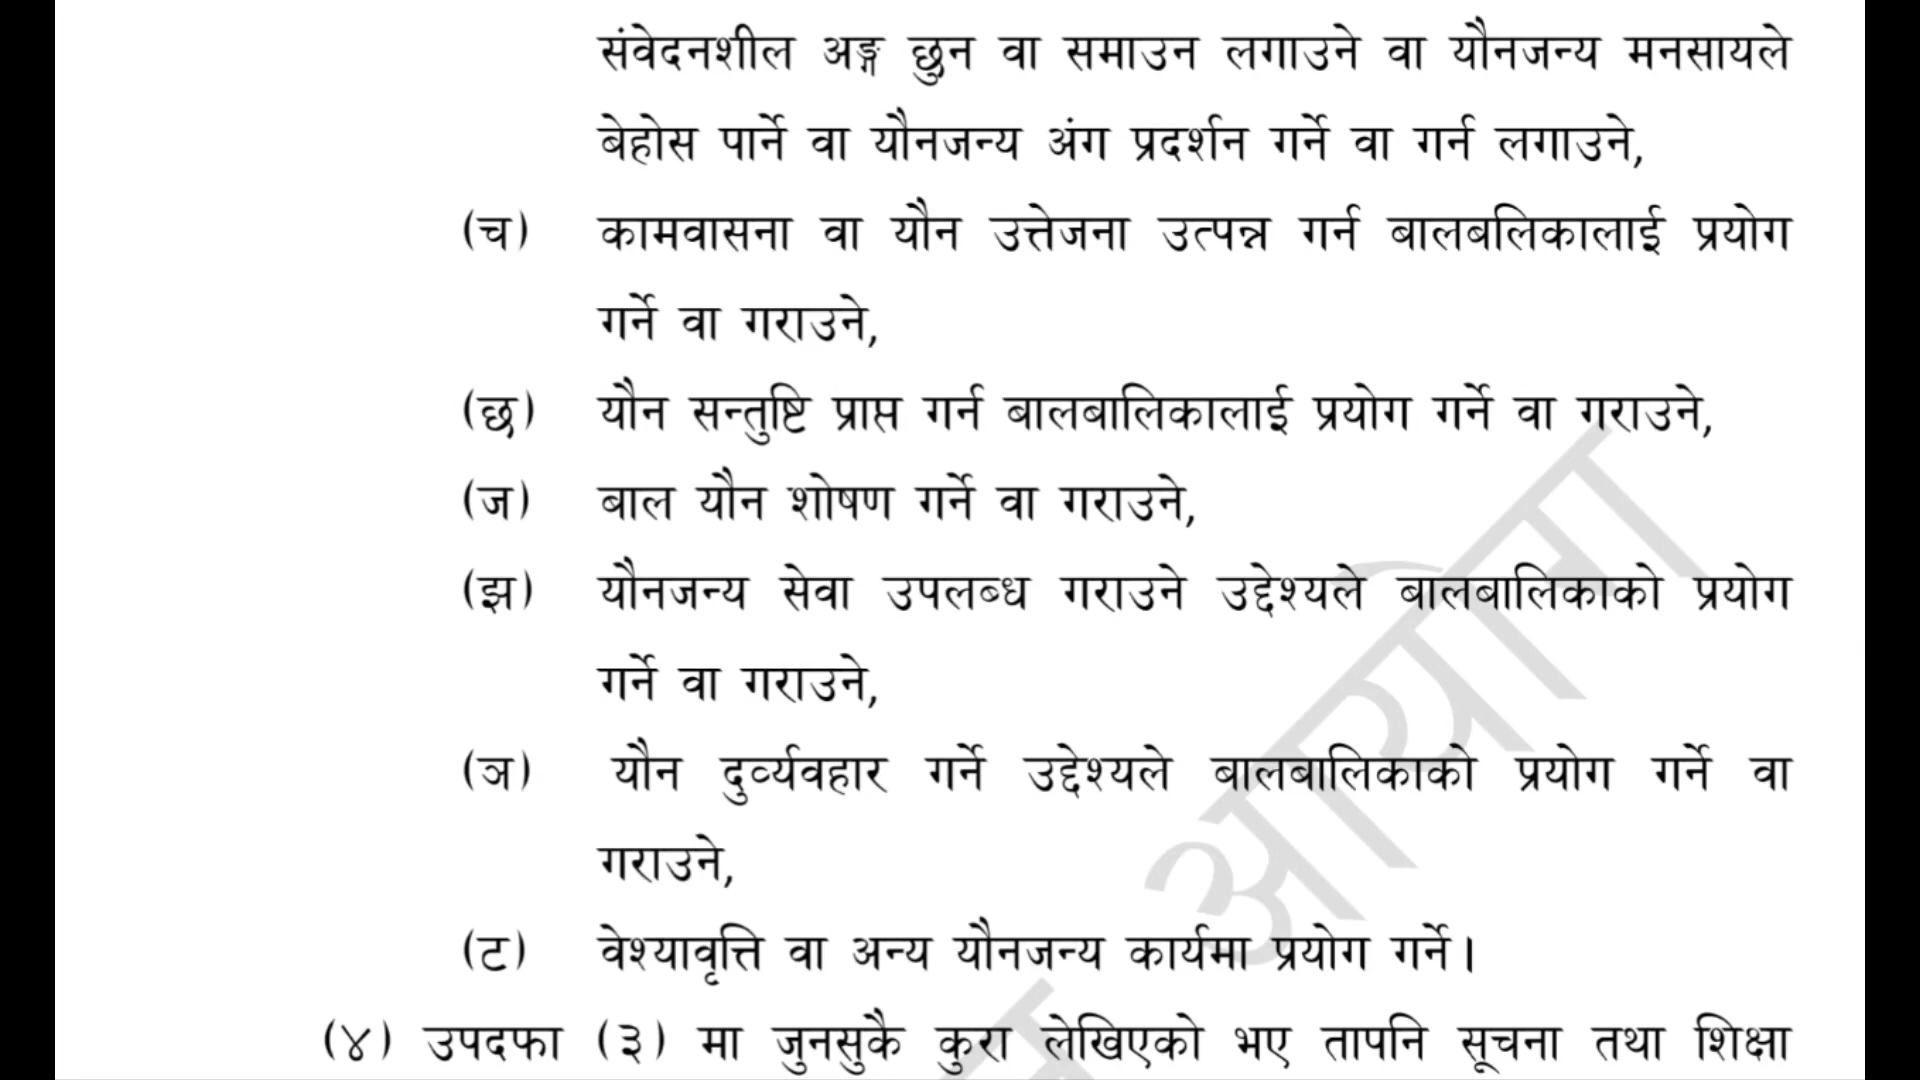 संवेदनशील अङ्ग छुन वा समाउन लगाउने वा यौनजन्य मनसायले
बेहोस पार्ने वा यौनजन्य अंग प्रदर्शन गर्ने वा गर्न लगाउने,
(च) कामवासना वा यौन उत्तेजना उत्पन्न गर्न बालबलिकालाई प्रयोग
गर्ने वा गराउने,
(छ) यौन सन्तुष्टि प्राप्त गर्न बालबालिकालाई प्रयोग गर्ने वा गराउने,
(ज) बाल यौन शोषण गर्ने वा गराउने,
(झ) यौनजन्य सेवा उपलब्ध गराउने उद्देश्यले बालबालिकाको प्रयोग
गर्ने वा गराउने,
(ञ) यौन दुर्व्यवहार गर्ने उद्देश्यले बालबालिकाको प्रयोग गर्ने वा
गराउने,
(ट) वेश्यावृत्ति वा अन्य यौनजन्य कार्यमा प्रयोग गर्ने।
(४) उपदफा (३) मा जुनसुकै कुरा लेखिएको भए तापनि सूचना तथा शिक्षा
आयोग